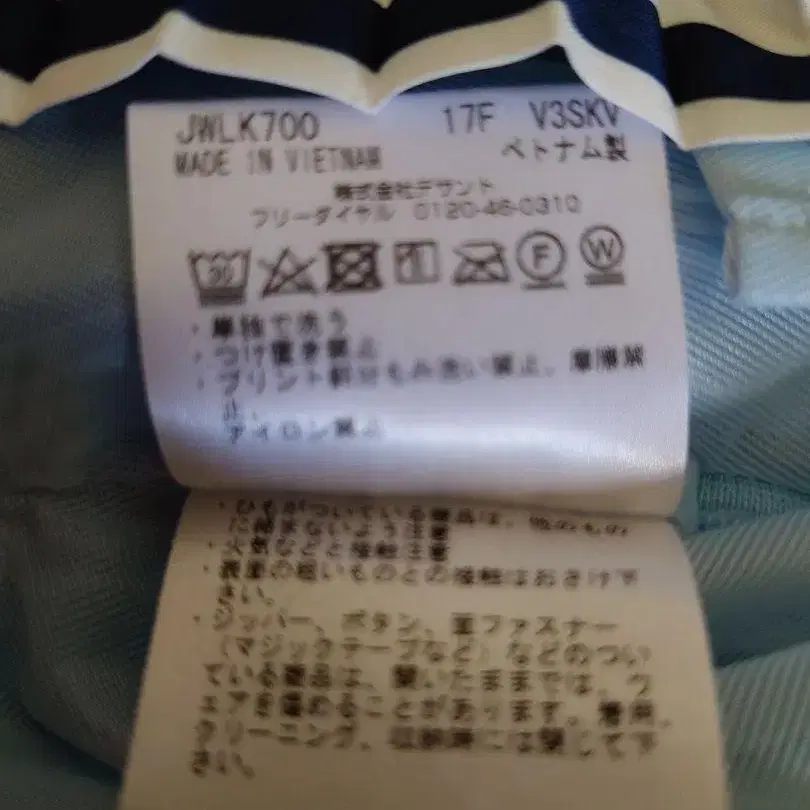 JWLK700 17F V3SKV
MADE IN VIETNAM ベトナム製
株式会社デサント
フリーダイヤル 0120-46-0310
30 F W
・単独で洗う
・つけ置き禁止
・プリント部分もみ洗い禁止、摩擦禁
止、
アイロン禁止
・ひもがついている商品は、他のもの
に絡まないよう注意
・火気などとの接触注意
・表面の粗いものとの接触はおさけ下
さい。
・ジッパー、ボタン、面ファスナー
（マジックテープなど）などのつい
ている商品は、開いたままでは、ウ
ェアを痛めることがあります。着用、
クリーニング、収納時には閉じて下
さい。